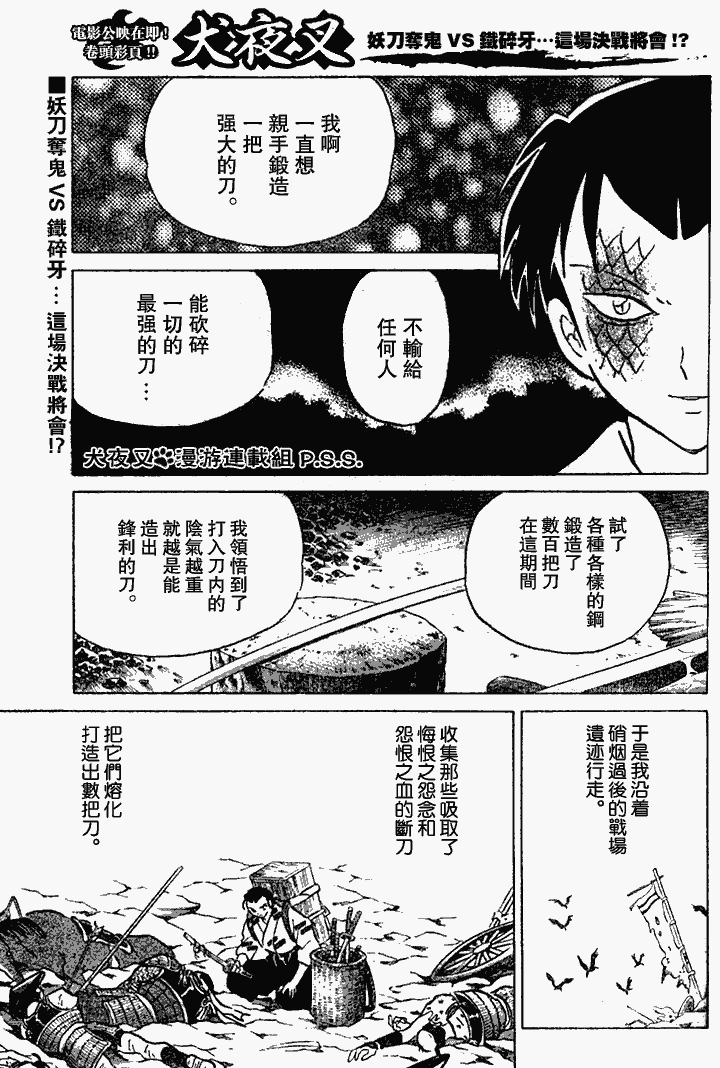 電影公映在即!
卷頭彩頁!!
犬夜叉
妖刀奪鬼 VS 鐵碎牙…這場決戰將會!?
■妖刀奪鬼 VS 鐵碎牙…這場決戰將會!?
我啊
一直想
親手鍛造
一把
强大的刀。
不輸給
任何人
能砍碎
一切的
最强的刀…
犬夜叉 漫游連載組 P.S.S.
試了
各種各樣的鋼
鍛造了
數百把刀
在這期間
我領悟到了
打入刀内的
陰氣越重
就越是能
造出
鋒利的刀。
于是我沿着
硝烟過後的戰場
遺迹行走。
收集那些吸取了
悔恨之怨念和
怨恨之血的斷刀
把它們熔化
打造出數把刀。